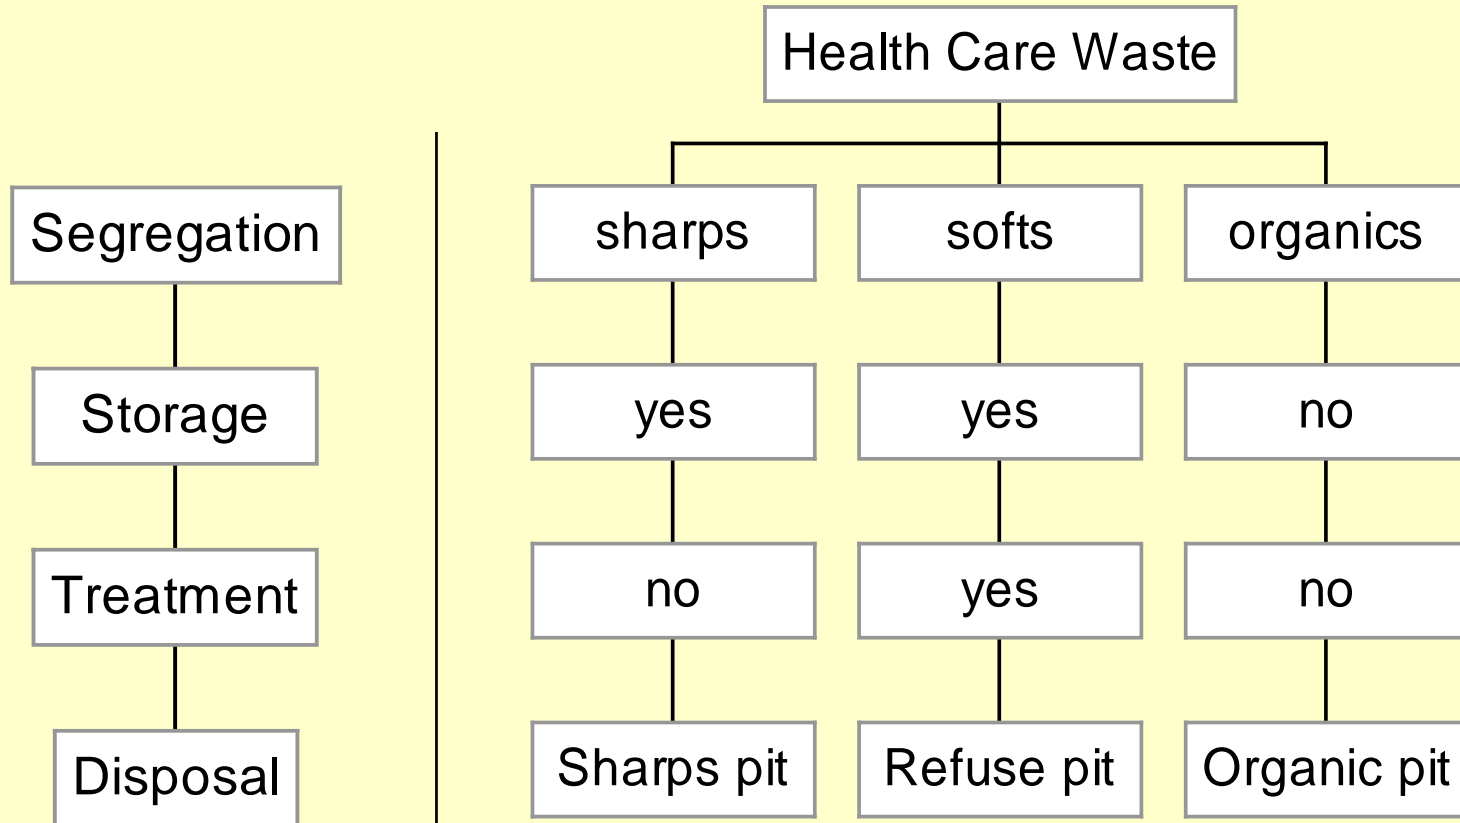 Health Care Waste
Segregation
sharps
softs
organics
Storage
yes
yes
no
Treatment
no
yes
no
Disposal
Sharps pit
Refuse pit
Organic pit